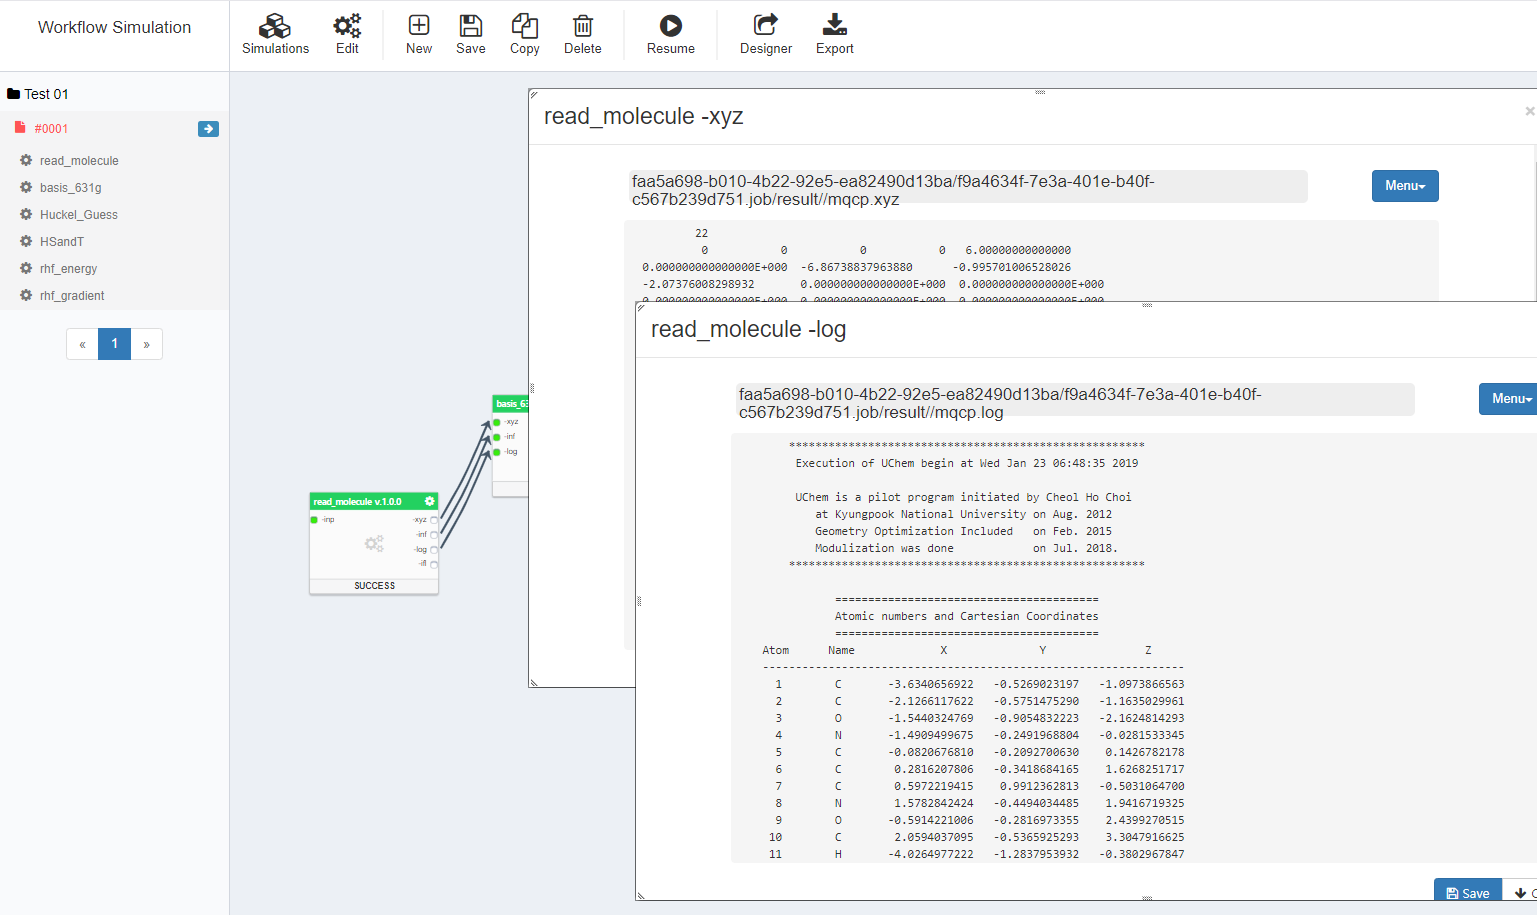 Workflow Simulation
Simulations
Edit
New
Save
Copy
Delete
Resume
Designer
Export
Test 01
#0001
read_molecule
basis_631g
Huckel_Guess
HSandT
rhf_energy
rhf_gradient
« 1 »
read_molecule -xyz
×
faa5a698-b010-4b22-92e5-ea82490d13ba/f9a4634f-7e3a-401e-b40f-
c567b239d751.job/result//mqcp.xyz
Menu
22
0 0 0 0 6.00000000000000
0.000000000000000E+000 -6.86738837963880 -0.995701006528026
-2.07376008298932 0.000000000000000E+000 0.000000000000000E+000
0.000000000000000E+000 0.000000000000000E+000 0.000000000000000E+000
basis_63
-xyz
-inf
-log
read_molecule v.1.0.0
-inp
-xyz
-inf
-log
-ifl
SUCCESS
read_molecule -log
faa5a698-b010-4b22-92e5-ea82490d13ba/f9a4634f-7e3a-401e-b40f-
c567b239d751.job/result//mqcp.log
Menu
******************************************************
Execution of UChem begin at Wed Jan 23 06:48:35 2019
UChem is a pilot program initiated by Cheol Ho Choi
at Kyungpook National University on Aug. 2012
Geometry Optimization Included on Feb. 2015
Modulization was done on Jul. 2018.
******************************************************
========================================
Atomic numbers and Cartesian Coordinates
========================================
Atom Name X Y Z
----------------------------------------------------------------
1 C -3.6340656922 -0.5269023197 -1.0973866563
2 C -2.1266117622 -0.5751475290 -1.1635029961
3 O -1.5440324769 -0.9054832223 -2.1624814293
4 N -1.4909499675 -0.2491968804 -0.0281533345
5 C -0.0820676810 -0.2092700630 0.1426782178
6 C 0.2816207806 -0.3418684165 1.6268251717
7 C 0.5972219415 0.9912362813 -0.5031064700
8 N 1.5782842424 -0.4494034485 1.9416719325
9 O -0.5914221006 -0.2816973355 2.4399270515
10 C 2.0594037095 -0.5365925293 3.3047916625
11 H -4.0264977222 -1.2837953932 -0.3802967847
Save